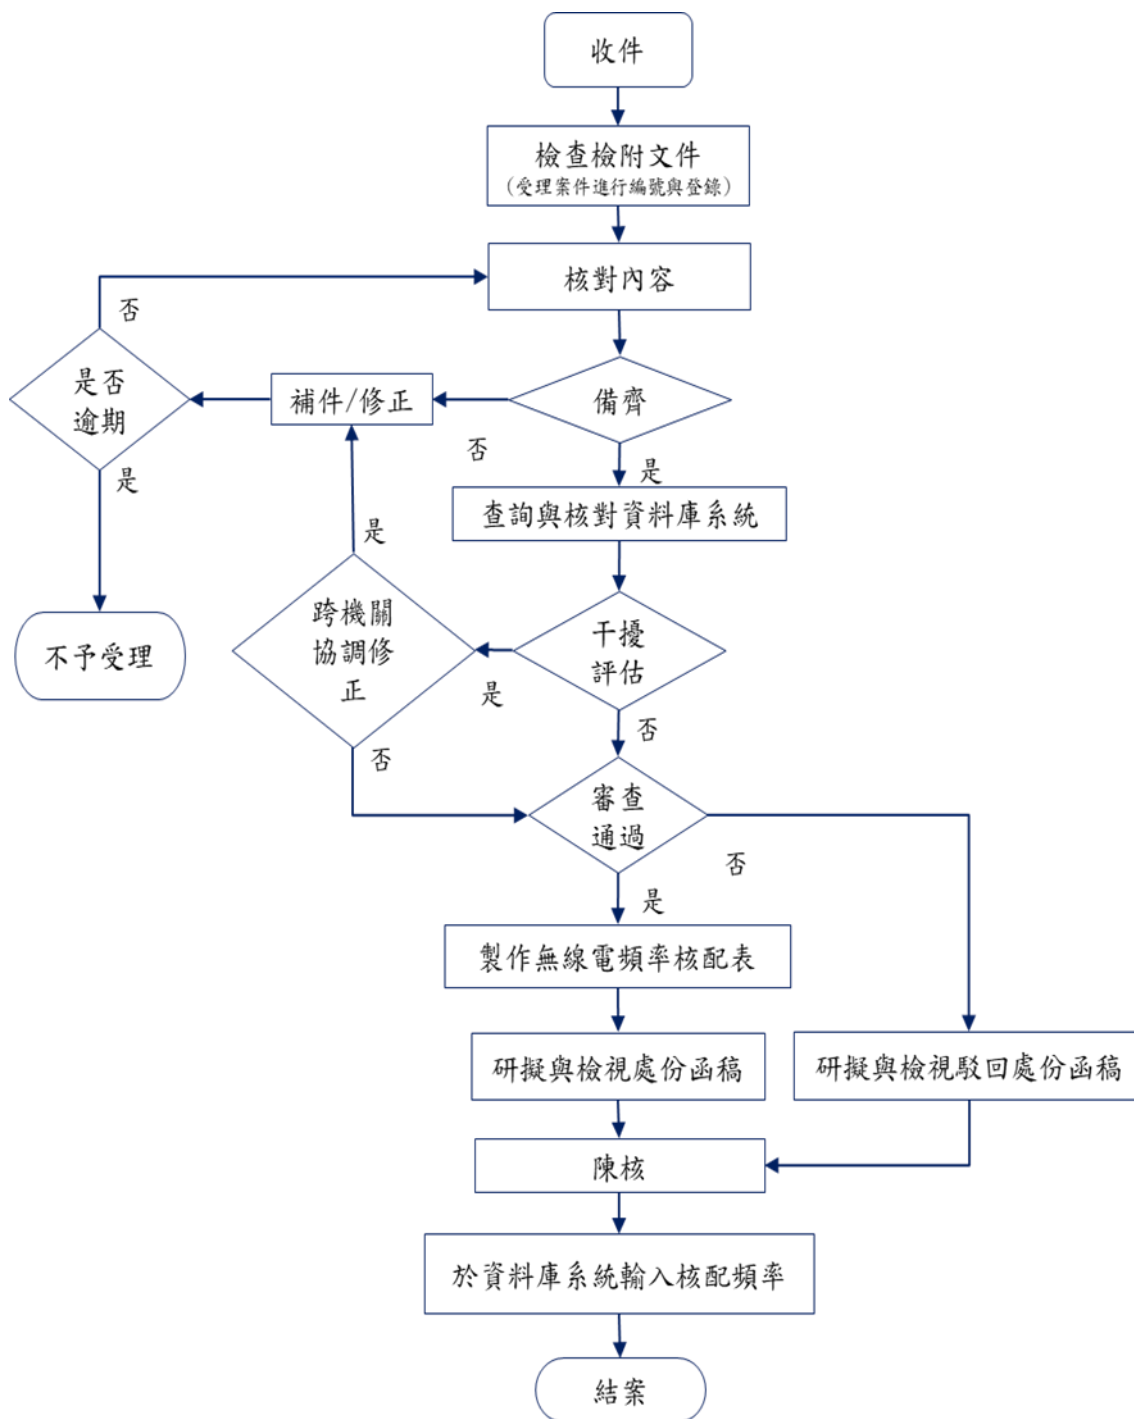 收件
檢查檢附文件
（受理案件進行編號與登錄）
核對內容
否
是否
逾期
補件/修正
備齊
否
是
是
查詢與核對資料庫系統
是
跨機關
協調修
正
干擾
評估
不予受理
是
否
否
審查
通過
否
是
製作無線電頻率核配表
研擬與檢視處份函稿
研擬與檢視駁回處份函稿
陳核
於資料庫系統輸入核配頻率
結案